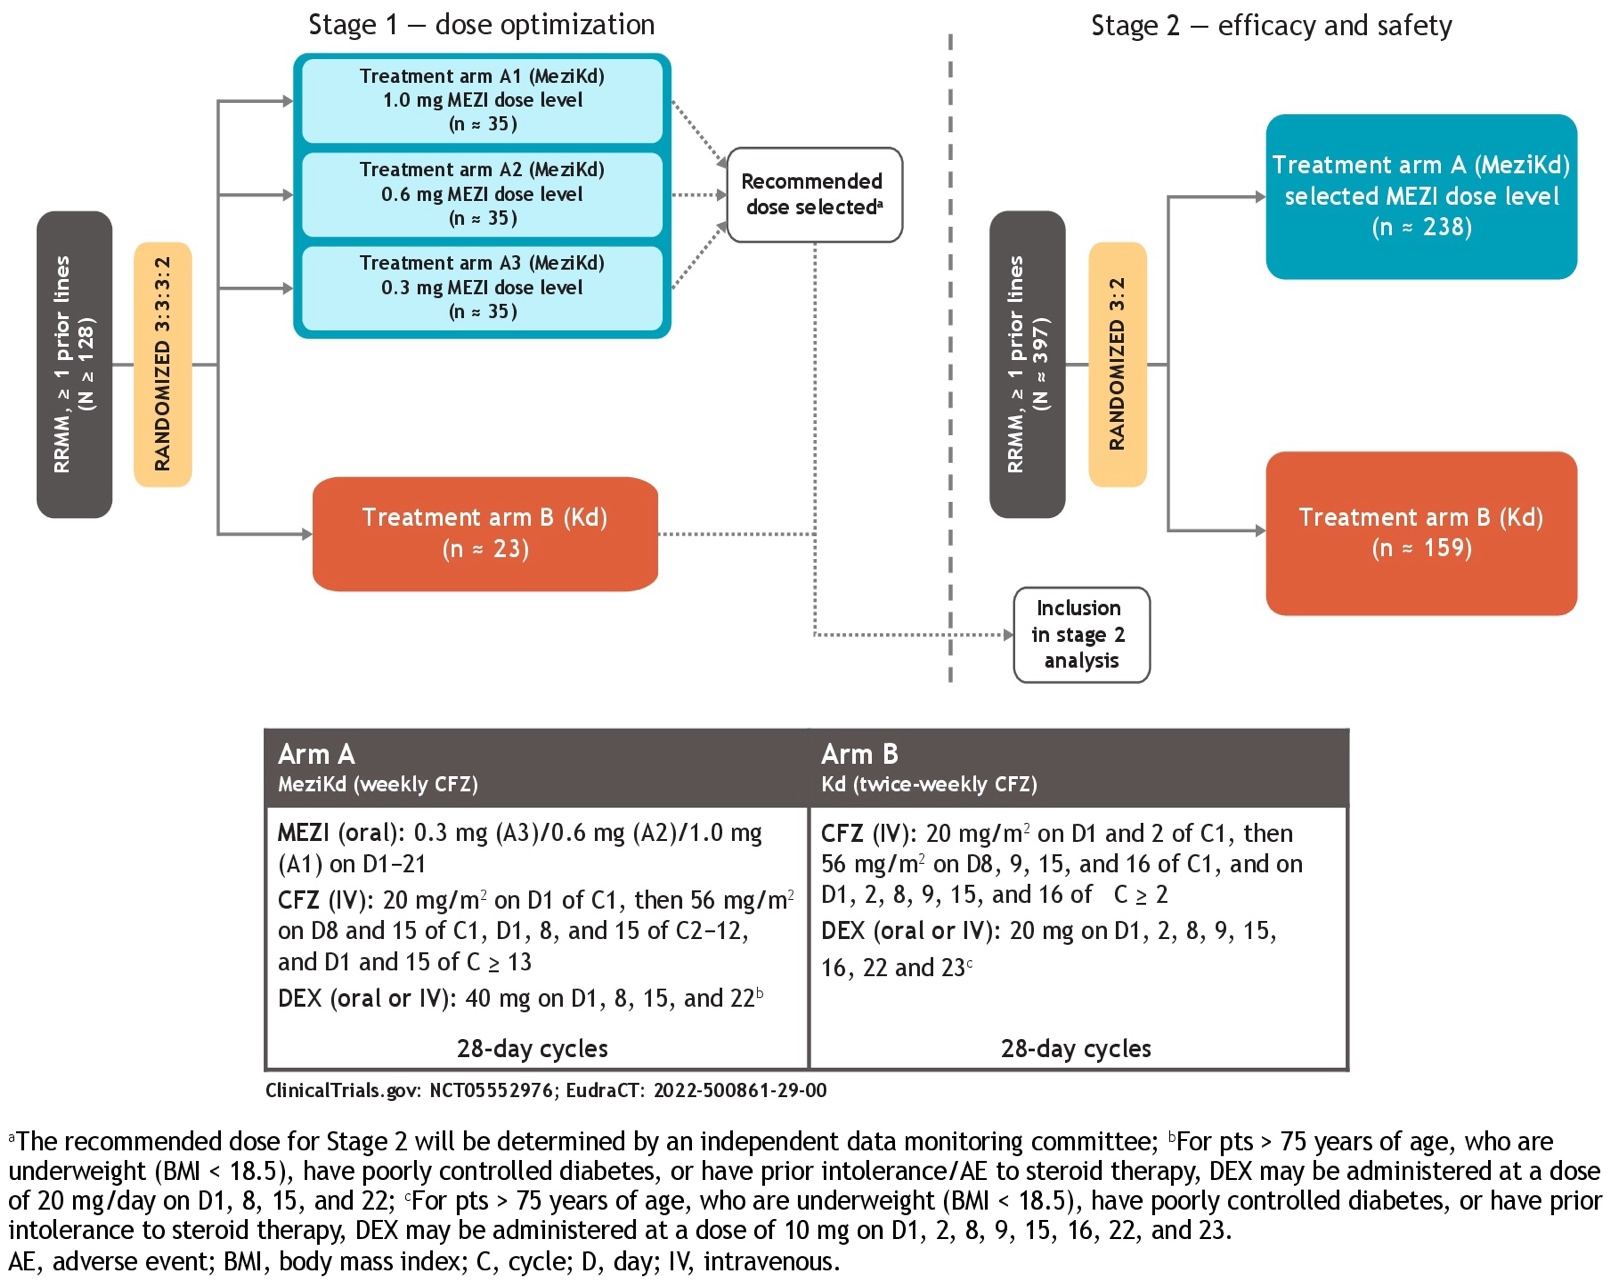 Stage 1 — dose optimization
Treatment arm A1 (MeziKd)
1.0 mg MEZI dose level
(n ≈ 35)
Treatment arm A2 (MeziKd)
0.6 mg MEZI dose level
(n ≈ 35)
Treatment arm A3 (MeziKd)
0.3 mg MEZI dose level
(n ≈ 35)
Recommended
dose selectedᵃ
RRMM, ≥ 1 prior lines
(N ≥ 128)
RANDOMIZED 3:3:3:2
Treatment arm B (Kd)
(n ≈ 23)
Stage 2 — efficacy and safety
RRMM, ≥ 1 prior lines
(N ≈ 397)
RANDOMIZED 3:2
Treatment arm A (MeziKd)
selected MEZI dose level
(n ≈ 238)
Treatment arm B (Kd)
(n ≈ 159)
Inclusion
in stage 2
analysis
Arm A
MeziKd (weekly CFZ)
MEZI (oral): 0.3 mg (A3)/0.6 mg (A2)/1.0 mg
(A1) on D1–21
CFZ (IV): 20 mg/m² on D1 of C1, then 56 mg/m²
on D8 and 15 of C1, D1, 8, and 15 of C2–12,
and D1 and 15 of C ≥ 13
DEX (oral or IV): 40 mg on D1, 8, 15, and 22ᵇ
28-day cycles
Arm B
Kd (twice-weekly CFZ)
CFZ (IV): 20 mg/m² on D1 and 2 of C1, then
56 mg/m² on D8, 9, 15, and 16 of C1, and on
D1, 2, 8, 9, 15, and 16 of C ≥ 2
DEX (oral or IV): 20 mg on D1, 2, 8, 9, 15,
16, 22 and 23ᶜ
28-day cycles
ClinicalTrials.gov: NCT05552976; EudraCT: 2022-500861-29-00
ᵃThe recommended dose for Stage 2 will be determined by an independent data monitoring committee; ᵇFor pts > 75 years of age, who are
underweight (BMI < 18.5), have poorly controlled diabetes, or have prior intolerance/AE to steroid therapy, DEX may be administered at a dose
of 20 mg/day on D1, 8, 15, and 22; ᶜFor pts > 75 years of age, who are underweight (BMI < 18.5), have poorly controlled diabetes, or have prior
intolerance to steroid therapy, DEX may be administered at a dose of 10 mg on D1, 2, 8, 9, 15, 16, 22, and 23.
AE, adverse event; BMI, body mass index; C, cycle; D, day; IV, intravenous.